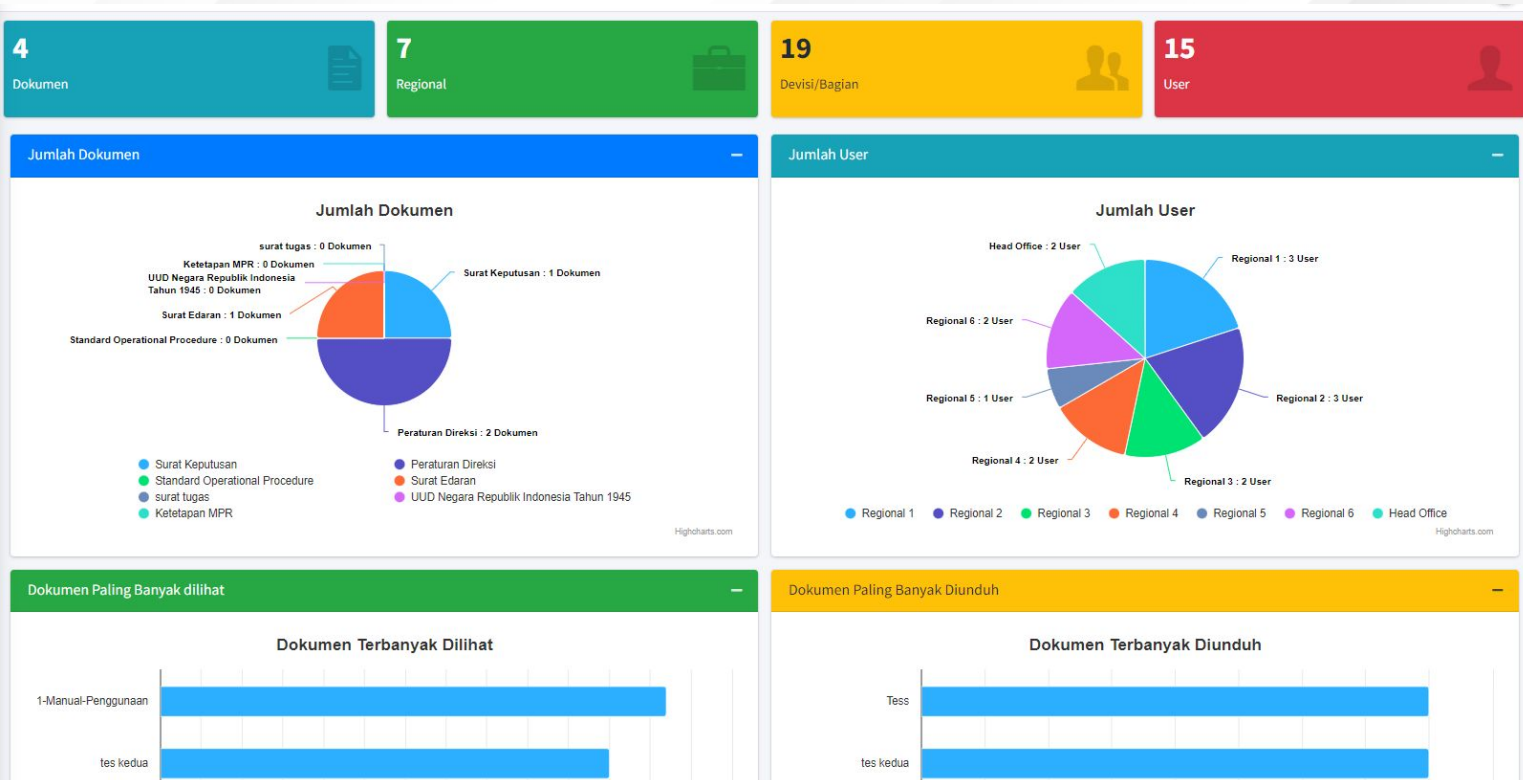 4
Dokumen
7
Regional
19
Devisi/Bagian
15
User
Jumlah Dokumen
Jumlah Dokumen
surat tugas : 0 Dokumen
Ketetapan MPR : 0 Dokumen
UUD Negara Republik Indonesia
Tahun 1945 : 0 Dokumen
Surat Edaran : 1 Dokumen
Standard Operational Procedure : 0 Dokumen
Surat Keputusan : 1 Dokumen
Peraturan Direksi : 2 Dokumen
Surat Keputusan
Peraturan Direksi
Standard Operational Procedure
Surat Edaran
surat tugas
UUD Negara Republik Indonesia Tahun 1945
Ketetapan MPR
Highcharts.com
Jumlah User
Jumlah User
Head Office : 2 User
Regional 1 : 3 User
Regional 6 : 2 User
Regional 5 : 1 User
Regional 2 : 3 User
Regional 4 : 2 User
Regional 3 : 2 User
Regional 1
Regional 2
Regional 3
Regional 4
Regional 5
Regional 6
Head Office
Highcharts.com
Dokumen Paling Banyak dilihat
Dokumen Terbanyak Dilihat
1-Manual-Penggunaan
tes kedua
Dokumen Paling Banyak Diunduh
Dokumen Terbanyak Diunduh
Tess
tes kedua